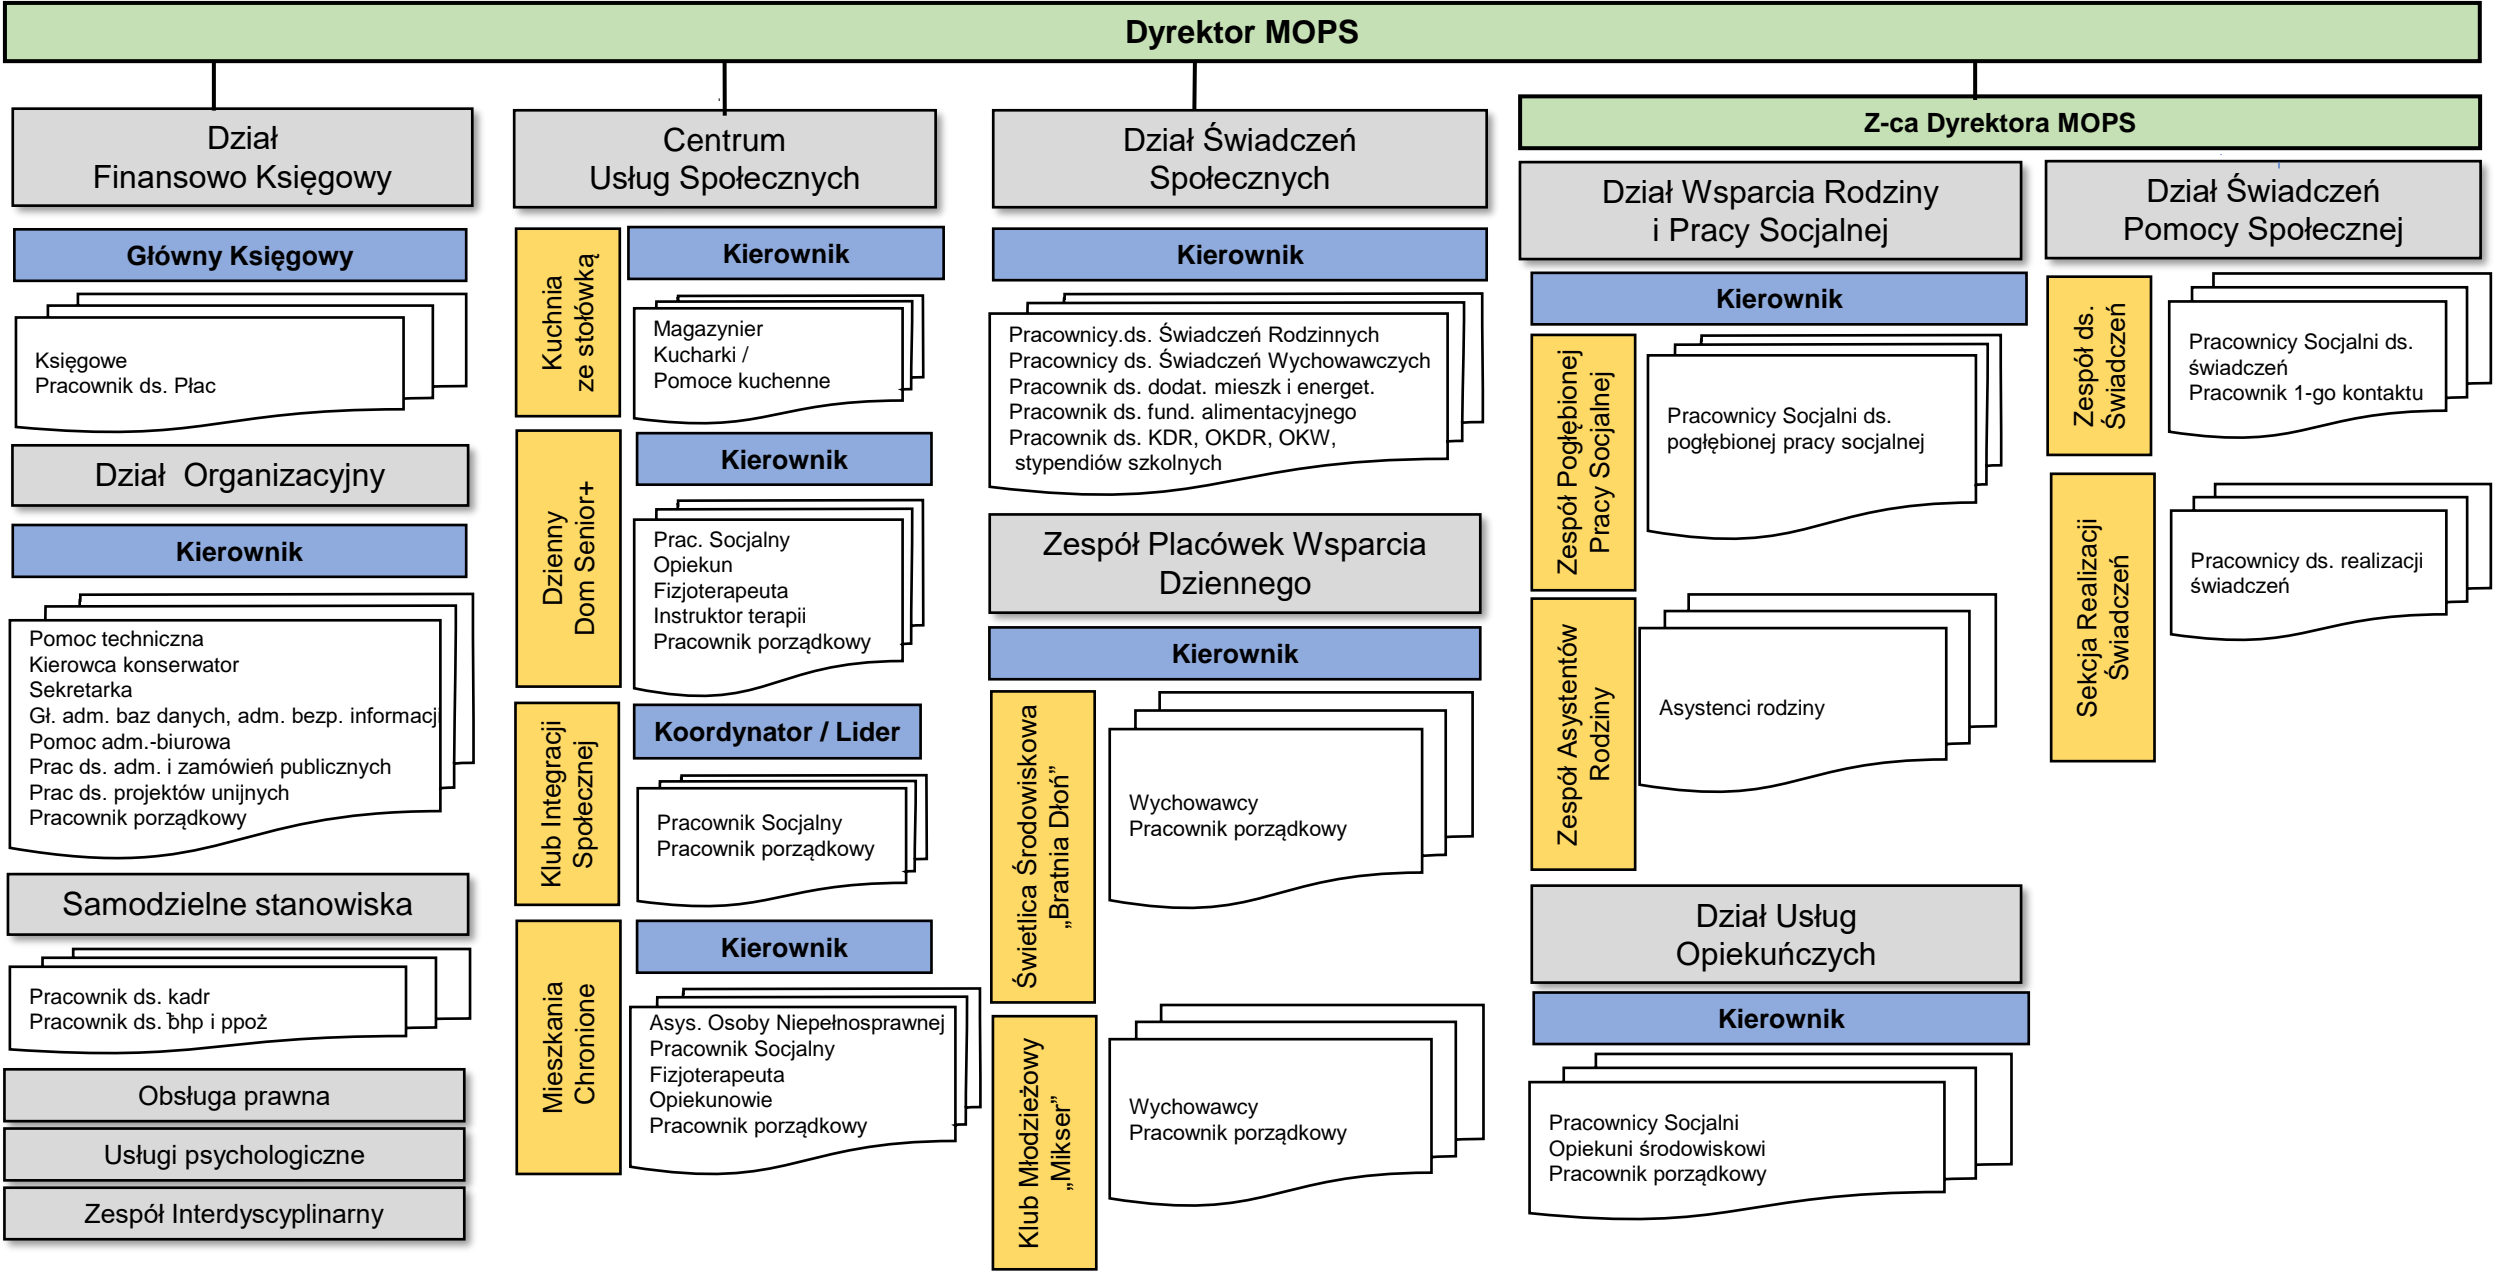 Dyrektor MOPS
Dział
Finansowo Księgowy
Główny Księgowy
Księgowe
Pracownik ds. Płac
Dział  Organizacyjny
Kierownik
Pomoc techniczna
Kierowca konserwator
Sekretarka
Gł. adm. baz danych, adm. bezp. informacji
Pomoc adm.-biurowa
Prac ds. adm. i zamówień publicznych
Prac ds. projektów unijnych
Pracownik porządkowy
Samodzielne stanowiska
Pracownik ds. kadr
Pracownik ds. bhp i ppoż
Obsługa prawna
Usługi psychologiczne
Zespół Interdyscyplinarny
Centrum
Usług Społecznych
Kuchnia
ze stołówką
Kierownik
Magazynier
Kucharki /
Pomoce kuchenne
Dzienny
Dom Senior+
Kierownik
Prac. Socjalny
Opiekun
Fizjoterapeuta
Instruktor terapii
Pracownik porządkowy
Klub Integracji
Społecznej
Koordynator / Lider
Pracownik Socjalny
Pracownik porządkowy
Mieszkania
Chronione
Kierownik
Asys. Osoby Niepełnosprawnej
Pracownik Socjalny
Fizjoterapeuta
Opiekunowie
Pracownik porządkowy
Dział Świadczeń
Społecznych
Kierownik
Pracownicy.ds. Świadczeń Rodzinnych
Pracownicy ds. Świadczeń Wychowawczych
Pracownik ds. dodat. mieszk i energet.
Pracownik ds. fund. alimentacyjnego
Pracownik ds. KDR, OKDR, OKW,
stypendiów szkolnych
Zespół Placówek Wsparcia
Dziennego
Kierownik
Świetlica Środowiskowa
„Bratnia Dłoń”
Wychowawcy
Pracownik porządkowy
Klub Młodzieżowy
„Mikser”
Wychowawcy
Pracownik porządkowy
Z-ca Dyrektora MOPS
Dział Wsparcia Rodziny
i Pracy Socjalnej
Kierownik
Zespół Pogłębionej
Pracy Socjalnej
Pracownicy Socjalni ds.
pogłębionej pracy socjalnej
Zespół Asystentów
Rodziny
Asystenci rodziny
Dział Usług
Opiekuńczych
Kierownik
Pracownicy Socjalni
Opiekuni środowiskowi
Pracownik porządkowy
Dział Świadczeń
Pomocy Społecznej
Zespół ds.
Świadczeń
Pracownicy Socjalni ds.
świadczeń
Pracownik 1-go kontaktu
Sekcja Realizacji
Świadczeń
Pracownicy ds. realizacji
świadczeń